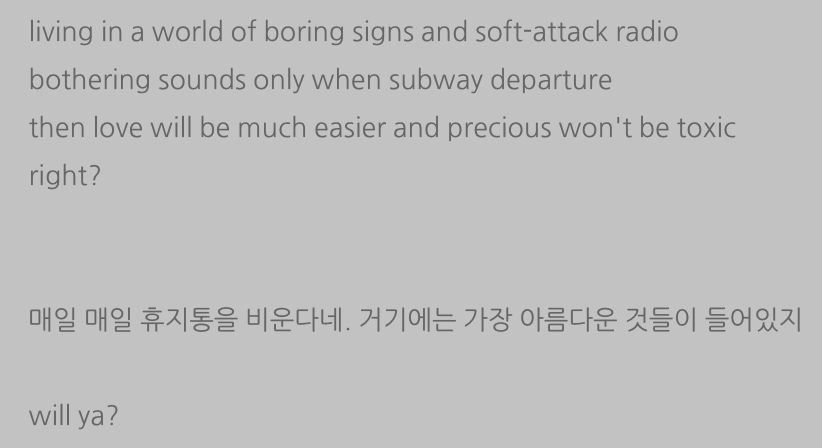 living in a world of boring signs and soft-attack radio
bothering sounds only when subway departure
then love will be much easier and precious won't be toxic
right?
매일 매일 휴지통을 비운다네. 거기에는 가장 아름다운 것들이 들어있지
will ya?